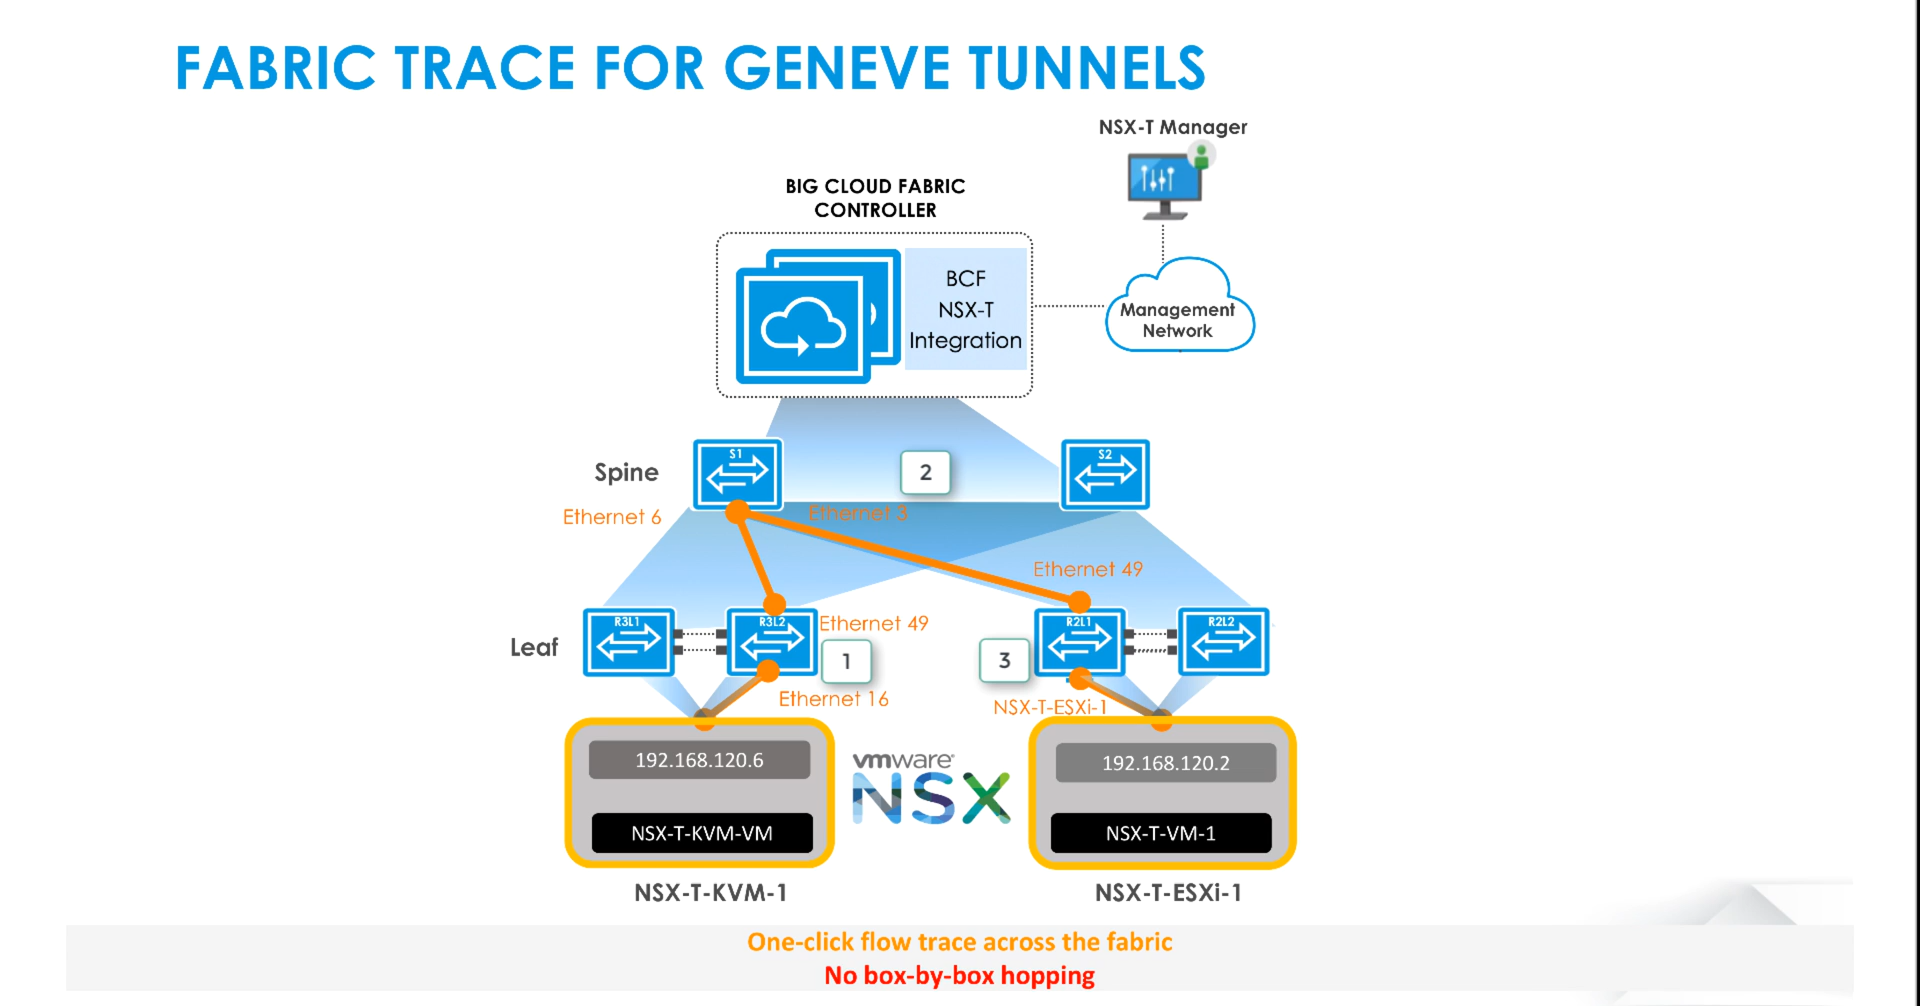 FABRIC TRACE FOR GENEVE TUNNELS
NSX-T Manager
BIG CLOUD FABRIC
CONTROLLER
BCF
NSX-T
Integration
Management
Network
S1
S2
Spine
2
Ethernet 6
Ethernet 3
Ethernet 49
R3L1
R3L2
R2L1
R2L2
Ethernet 49
Leaf
1
3
Ethernet 16
NSX-T-ESXi-1
192.168.120.6
vmware®
NSX
192.168.120.2
NSX-T-KVM-VM
NSX-T-VM-1
NSX-T-KVM-1
NSX-T-ESXi-1
One-click flow trace across the fabric
No box-by-box hopping